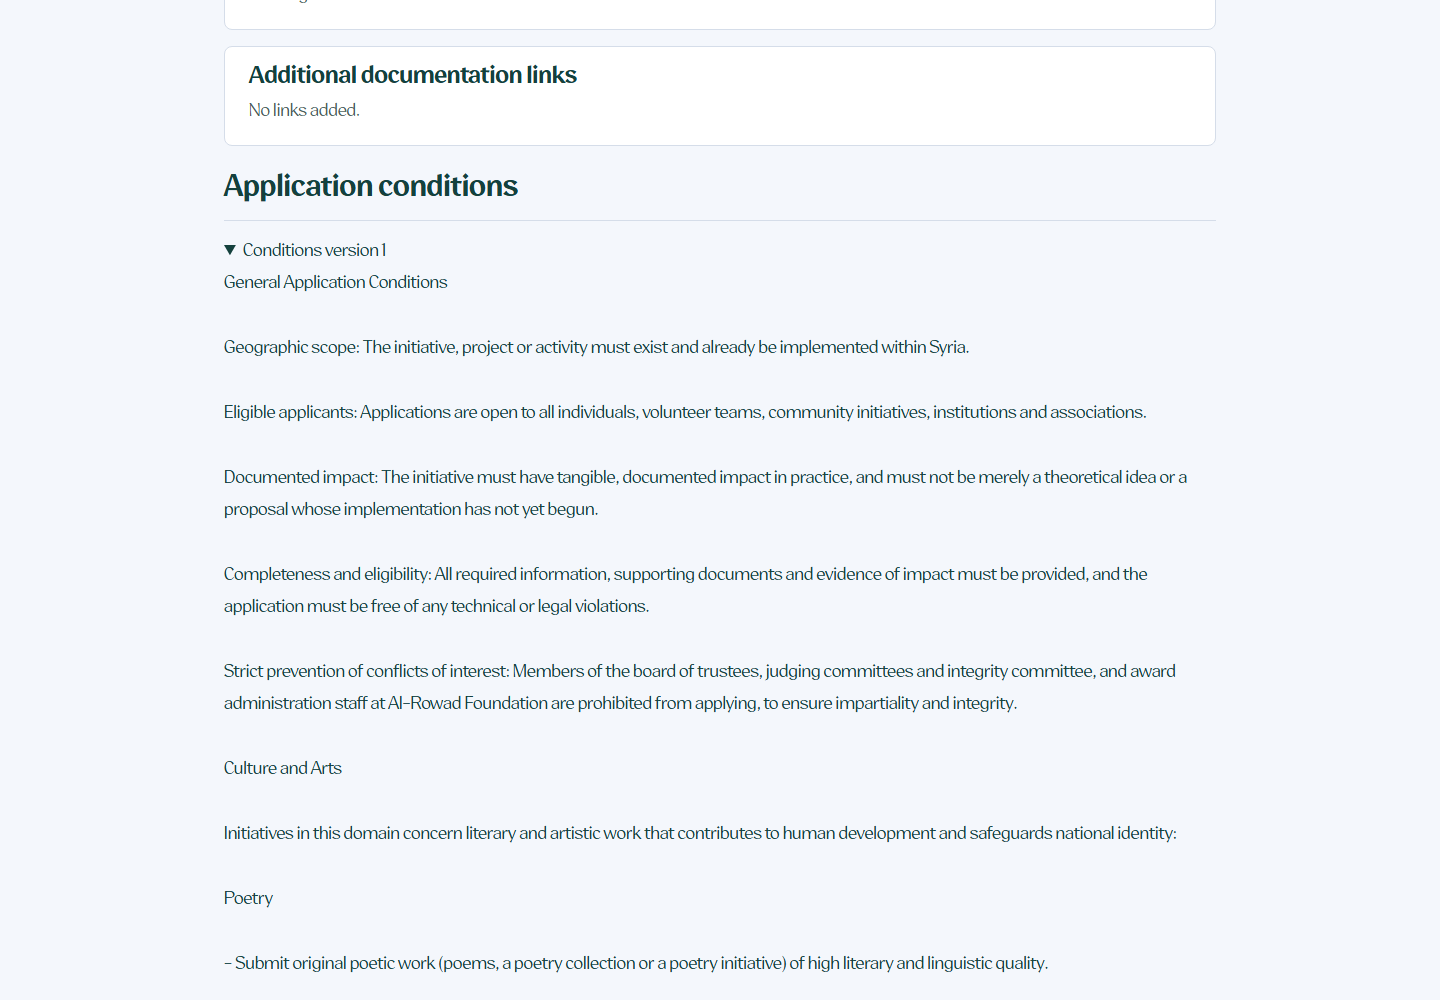 Additional documentation links
No links added.
Application conditions
▼ Conditions version 1
General Application Conditions
Geographic scope: The initiative, project or activity must exist and already be implemented within Syria.
Eligible applicants: Applications are open to all individuals, volunteer teams, community initiatives, institutions and associations.
Documented impact: The initiative must have tangible, documented impact in practice, and must not be merely a theoretical idea or a
proposal whose implementation has not yet begun.
Completeness and eligibility: All required information, supporting documents and evidence of impact must be provided, and the
application must be free of any technical or legal violations.
Strict prevention of conflicts of interest: Members of the board of trustees, judging committees and integrity committee, and award
administration staff at Al-Rowad Foundation are prohibited from applying, to ensure impartiality and integrity.
Culture and Arts
Initiatives in this domain concern literary and artistic work that contributes to human development and safeguards national identity:
Poetry
- Submit original poetic work (poems, a poetry collection or a poetry initiative) of high literary and linguistic quality.